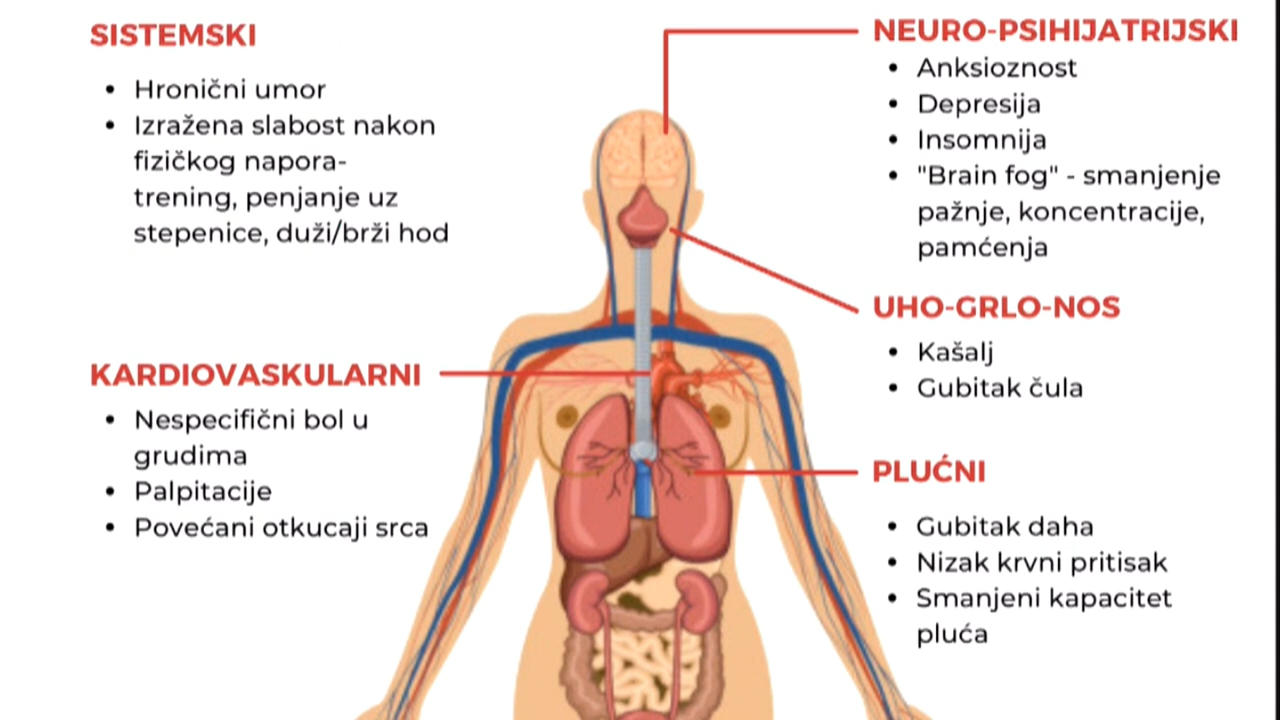 SISTEMSKI
• Hronični umor
• Izražena slabost nakon
fizičkog napora-
trening, penjanje uz
stepenice, duži/brži hod
KARDIOVASKULARNI
• Nespecifični bol u
grudima
• Palpitacije
• Povećani otkucaji srca
NEURO-PSIHIJATRIJSKI
• Anksioznost
• Depresija
• Insomnija
• "Brain fog" - smanjenje
pažnje, koncentracije,
pamćenja
UHO-GRLO-NOS
• Kašalj
• Gubitak čula
PLUĆNI
• Gubitak daha
• Nizak krvni pritisak
• Smanjeni kapacitet
pluća